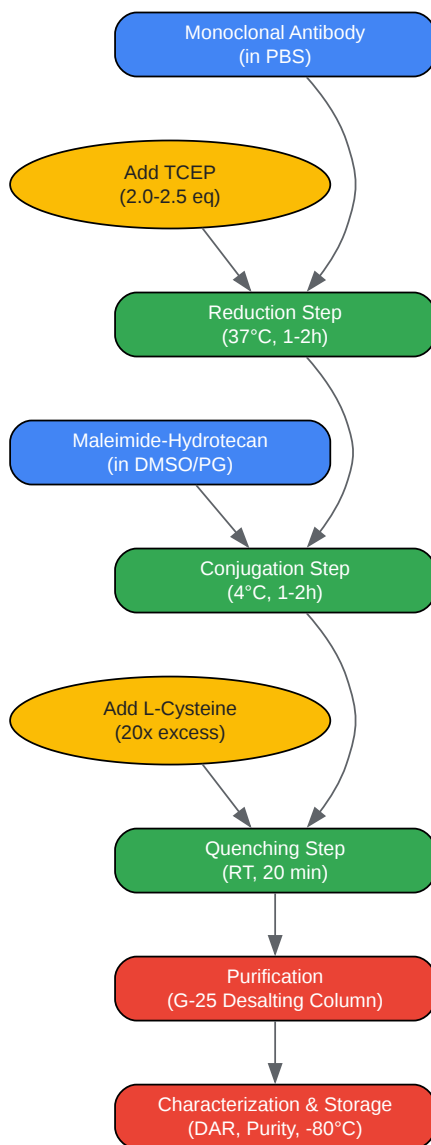 Monoclonal Antibody
(in PBS)
Add TCEP
(2.0-2.5 eq)
Reduction Step
(37°C, 1-2h)
Maleimide-Hydrotecan
(in DMSO/PG)
Conjugation Step
(4°C, 1-2h)
Add L-Cysteine
(20x excess)
Quenching Step
(RT, 20 min)
Purification
(G-25 Desalting Column)
Characterization & Storage
(DAR, Purity, -80°C)